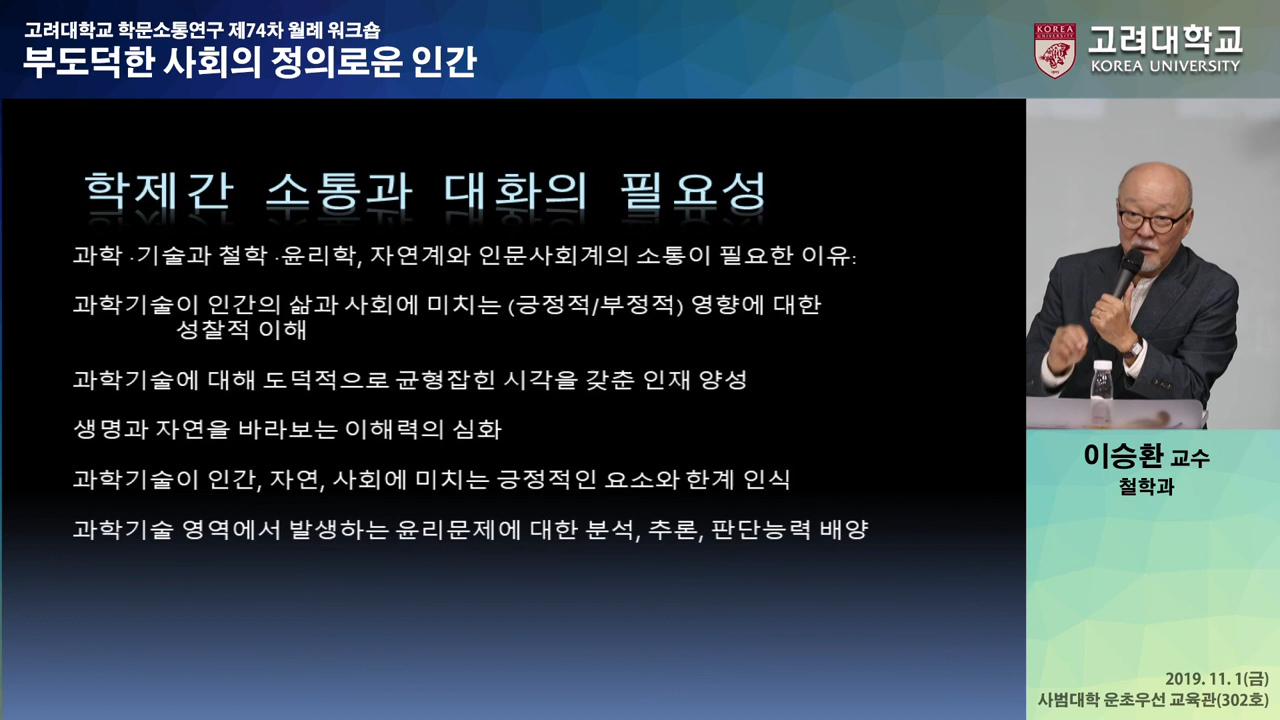 고려대학교 학문소통연구 제74차 월례 워크숍
부도덕한 사회의 정의로운 인간
KOREA
UNIVERSITY
1905
고려대학교
KOREA UNIVERSITY
학제간 소통과 대화의 필요성
과학 ·기술과 철학 ·윤리학, 자연계와 인문사회계의 소통이 필요한 이유:
과학기술이 인간의 삶과 사회에 미치는 (긍정적/부정적) 영향에 대한
성찰적 이해
과학기술에 대해 도덕적으로 균형잡힌 시각을 갖춘 인재 양성
생명과 자연을 바라보는 이해력의 심화
과학기술이 인간, 자연, 사회에 미치는 긍정적인 요소와 한계 인식
과학기술 영역에서 발생하는 윤리문제에 대한 분석, 추론, 판단능력 배양
이승환 교수
철학과
2019. 11. 1(금)
사범대학 운초우선 교육관(302호)